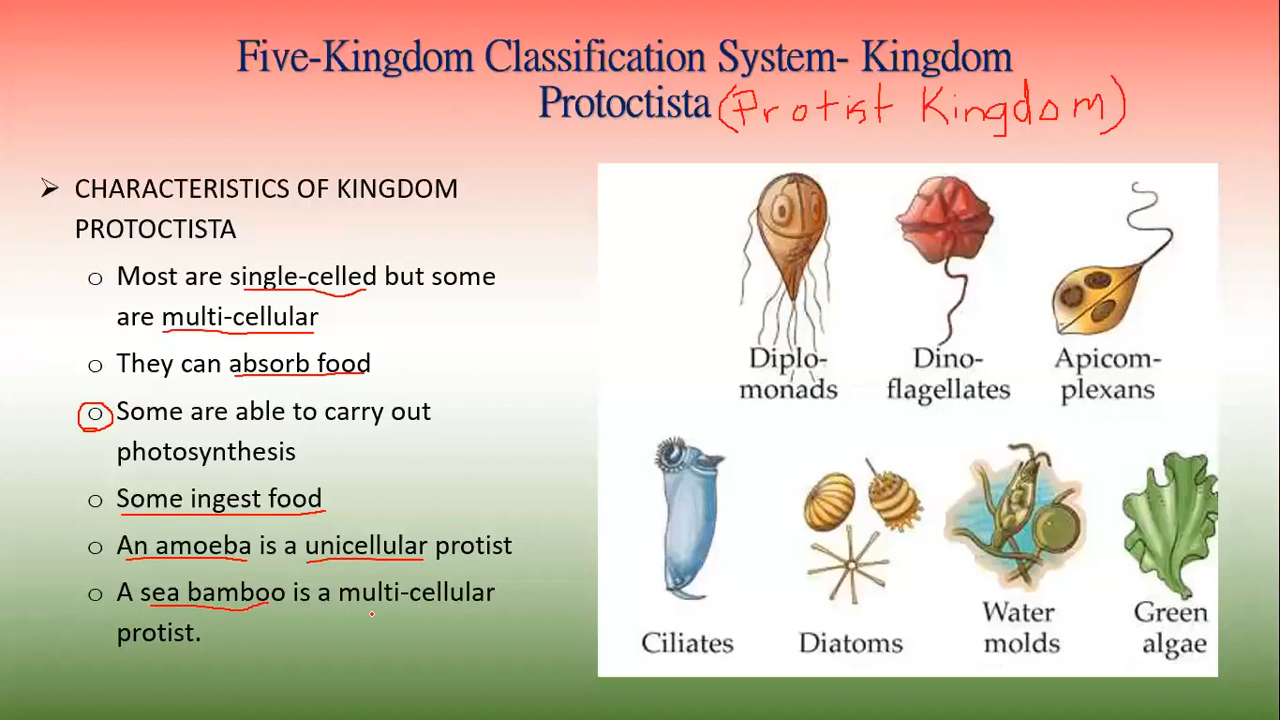 Five-Kingdom Classification System- Kingdom
Protoctista (Protist Kingdom)
➢ CHARACTERISTICS OF KINGDOM
PROTOCTISTA
o Most are single-celled but some
are multi-cellular
o They can absorb food
o Some are able to carry out
photosynthesis
o Some ingest food
o An amoeba is a unicellular protist
o A sea bamboo is a multi-cellular
protist.
Diplo-
monads
Dino-
flagellates
Apicom-
plexans
Ciliates
Diatoms
Water
molds
Green
algae